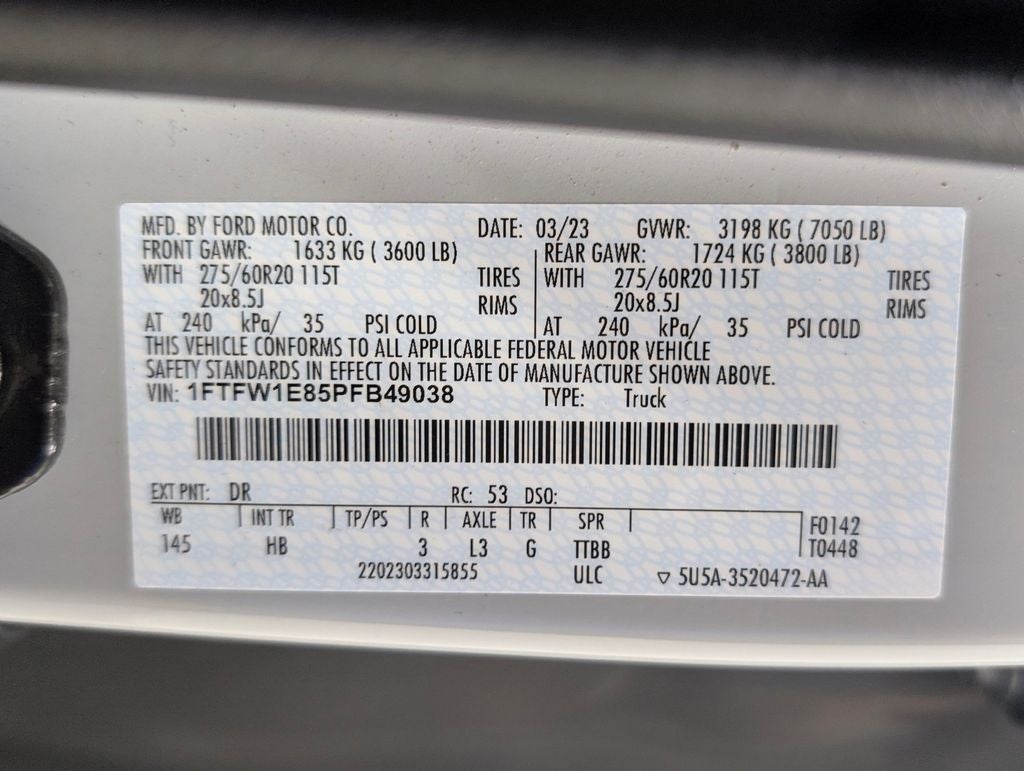 MFD. BY FORD MOTOR CO. DATE: 03/23 GVWR: 3198 KG ( 7050 LB)
FRONT GAWR: 1633 KG ( 3600 LB) REAR GAWR: 1724 KG ( 3800 LB)
WITH 275/60R20 115T TIRES WITH 275/60R20 115T TIRES
20x8.5J RIMS 20x8.5J RIMS
AT 240 kPa/ 35 PSI COLD AT 240 kPa/ 35 PSI COLD
THIS VEHICLE CONFORMS TO ALL APPLICABLE FEDERAL MOTOR VEHICLE
SAFETY STANDARDS IN EFFECT ON THE DATE OF MANUFACTURE SHOWN ABOVE.
VIN: 1FTFW1E85PFB49038 TYPE: Truck
EXT PNT: DR RC: 53 DSO:
WB INT TR TP/PS R AXLE TR SPR F0142
145 HB 3 L3 G TTBB T0448
2202303315855 ULC ▽ 5U5A-3520472-AA